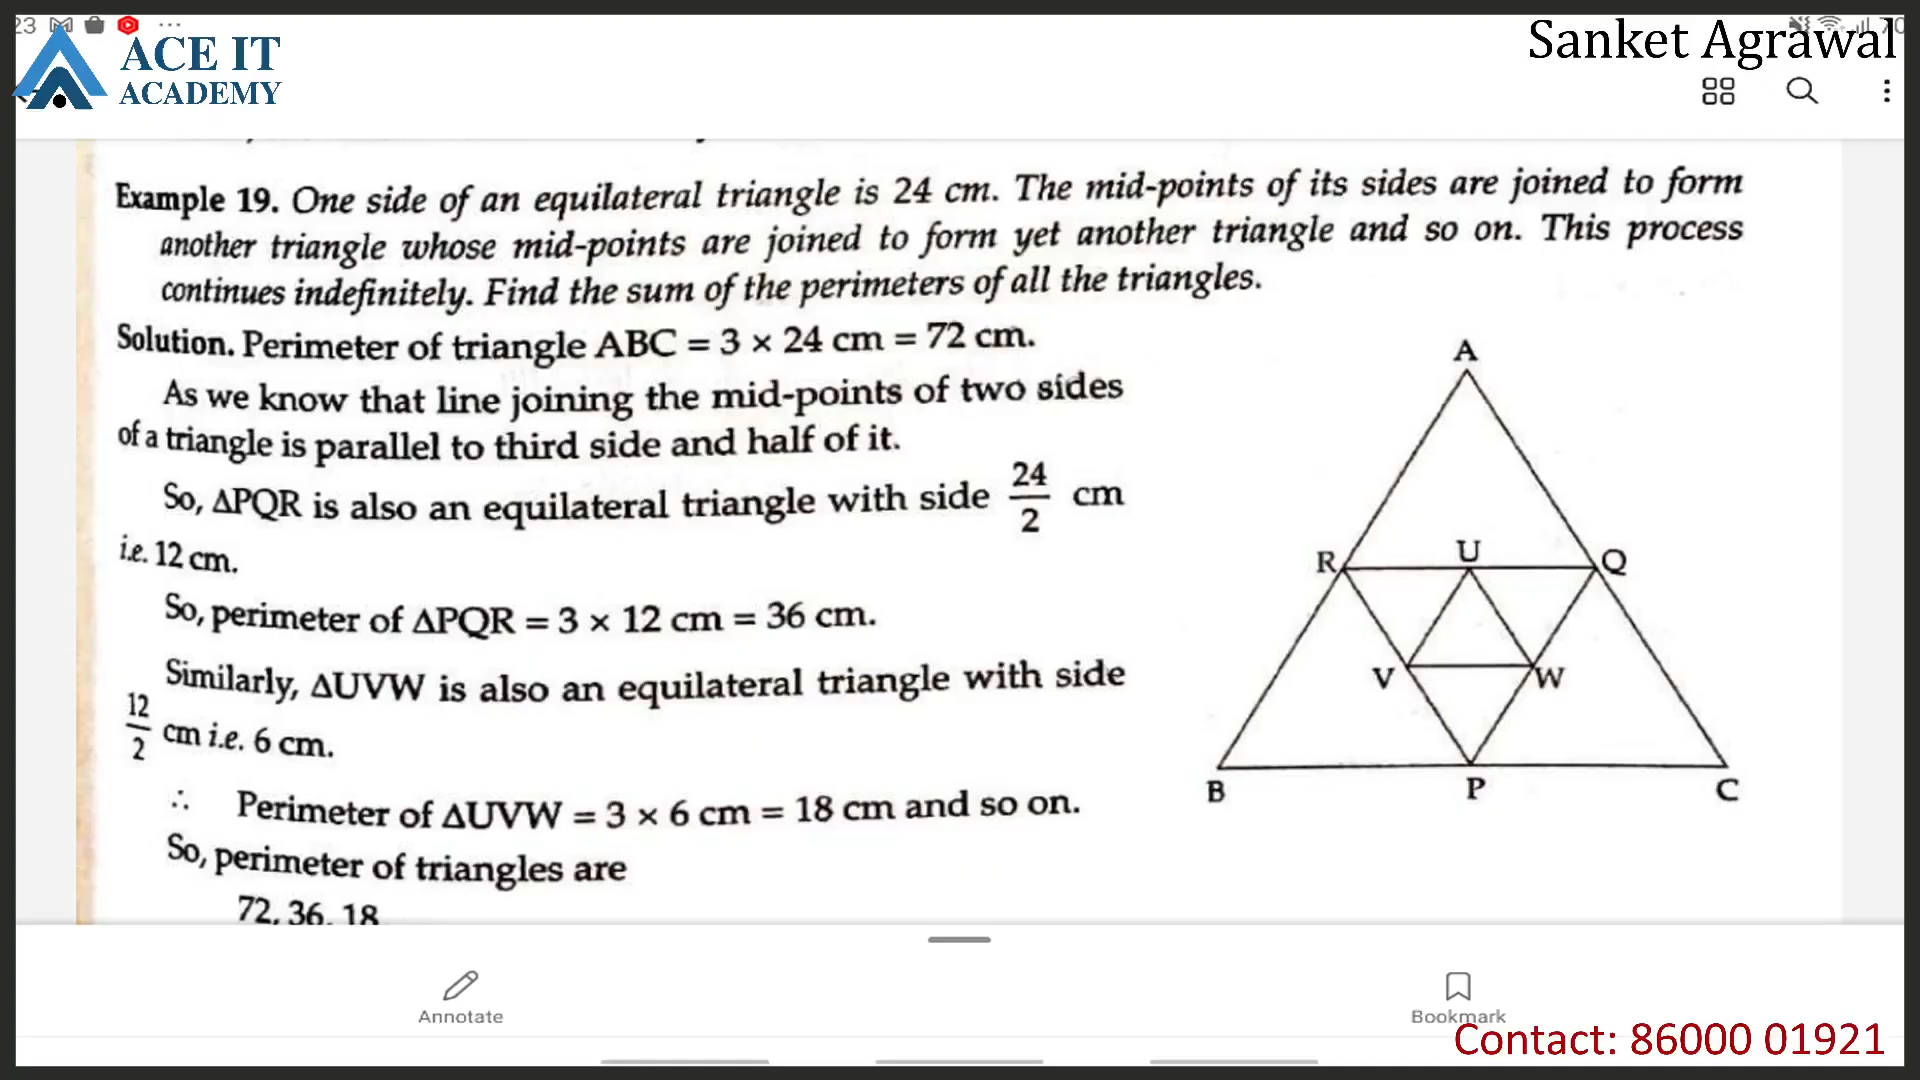 23
ACE IT
ACADEMY
Sanket Agrawal
Example 19. One side of an equilateral triangle is 24 cm. The mid-points of its sides are joined to form
another triangle whose mid-points are joined to form yet another triangle and so on. This process
continues indefinitely. Find the sum of the perimeters of all the triangles.
Solution. Perimeter of triangle ABC = 3 × 24 cm = 72 cm.
As we know that line joining the mid-points of two sides
of a triangle is parallel to third side and half of it.
So, ΔPQR is also an equilateral triangle with side 24/2 cm
i.e. 12 cm.
So, perimeter of ΔPQR = 3 × 12 cm = 36 cm.
Similarly, ΔUVW is also an equilateral triangle with side
12/2 cm i.e. 6 cm.
∴ Perimeter of ΔUVW = 3 × 6 cm = 18 cm and so on.
So, perimeter of triangles are
72, 36, 18
A
R U Q
V W
B P C
Annotate
Bookmark
Contact: 86000 01921